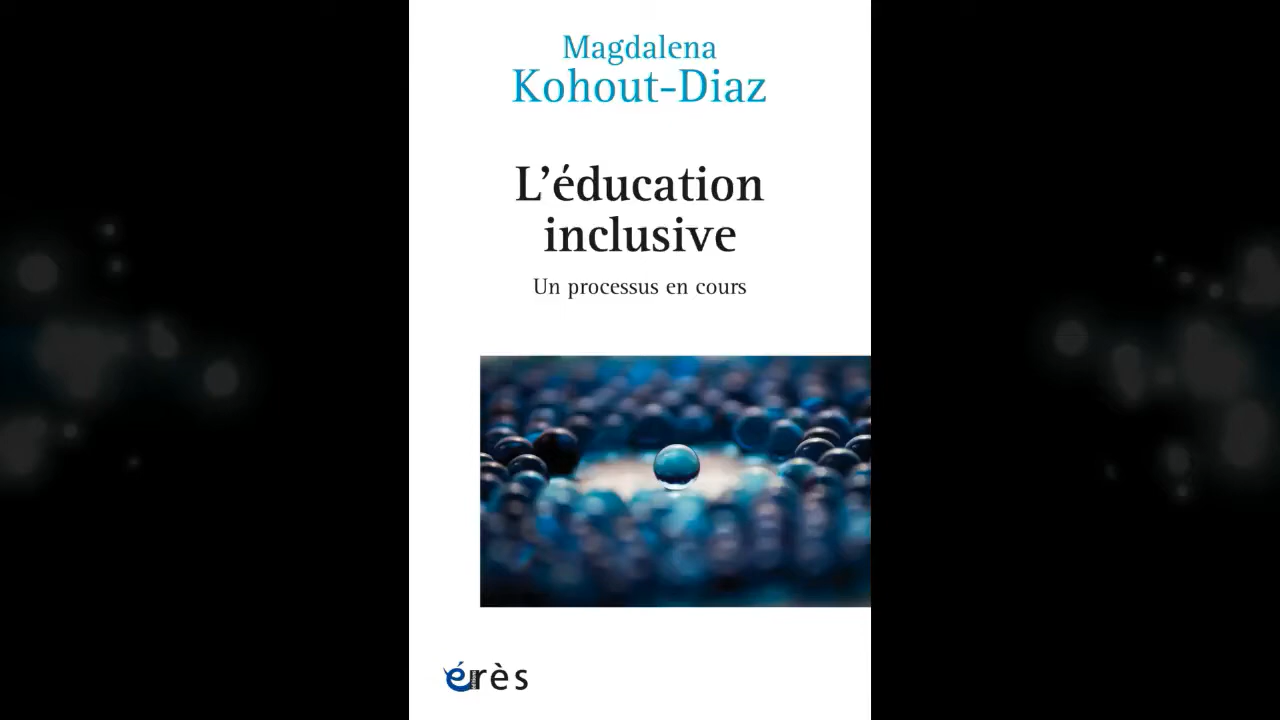 Magdalena
Kohout-Diaz
L'éducation
inclusive
Un processus en cours
érès